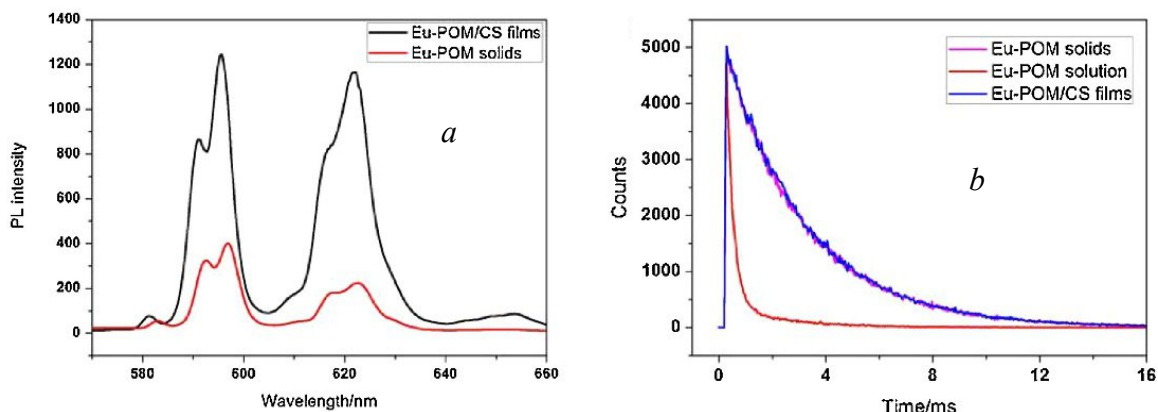 1400
1200
1000
800
600
400
200
0
PL intensity
580 600 620 640 660
Wavelength/nm
Eu-POM/CS films
Eu-POM solids
a
5000
4000
3000
2000
1000
0
Counts
0 4 8 12 16
Time/ms
Eu-POM solids
Eu-POM solution
Eu-POM/CS films
b